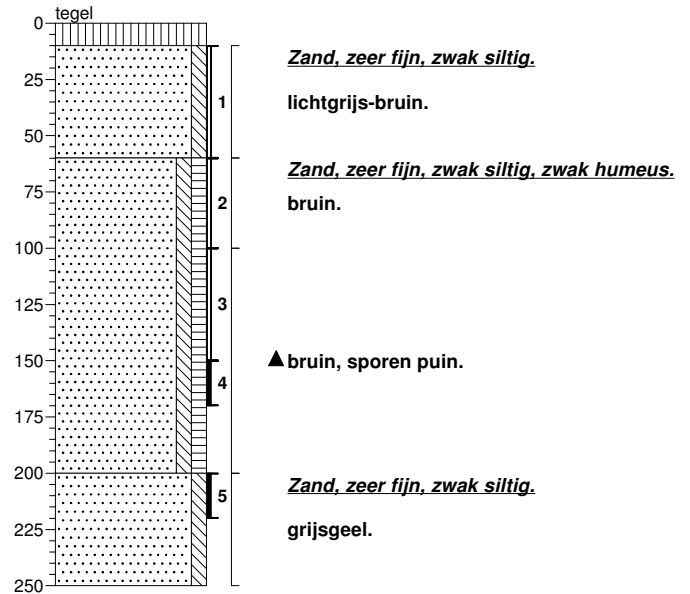 tegel
0
Zand, zeer fijn, zwak siltig.
25
1
lichtgrijs-bruin.
50
Zand, zeer fijn, zwak siltig, zwak humeus.
75
2
bruin.
100
125
3
150
bruin, sporen puin.
4
175
200
Zand, zeer fijn, zwak siltig.
5
225
grijsgeel.
250